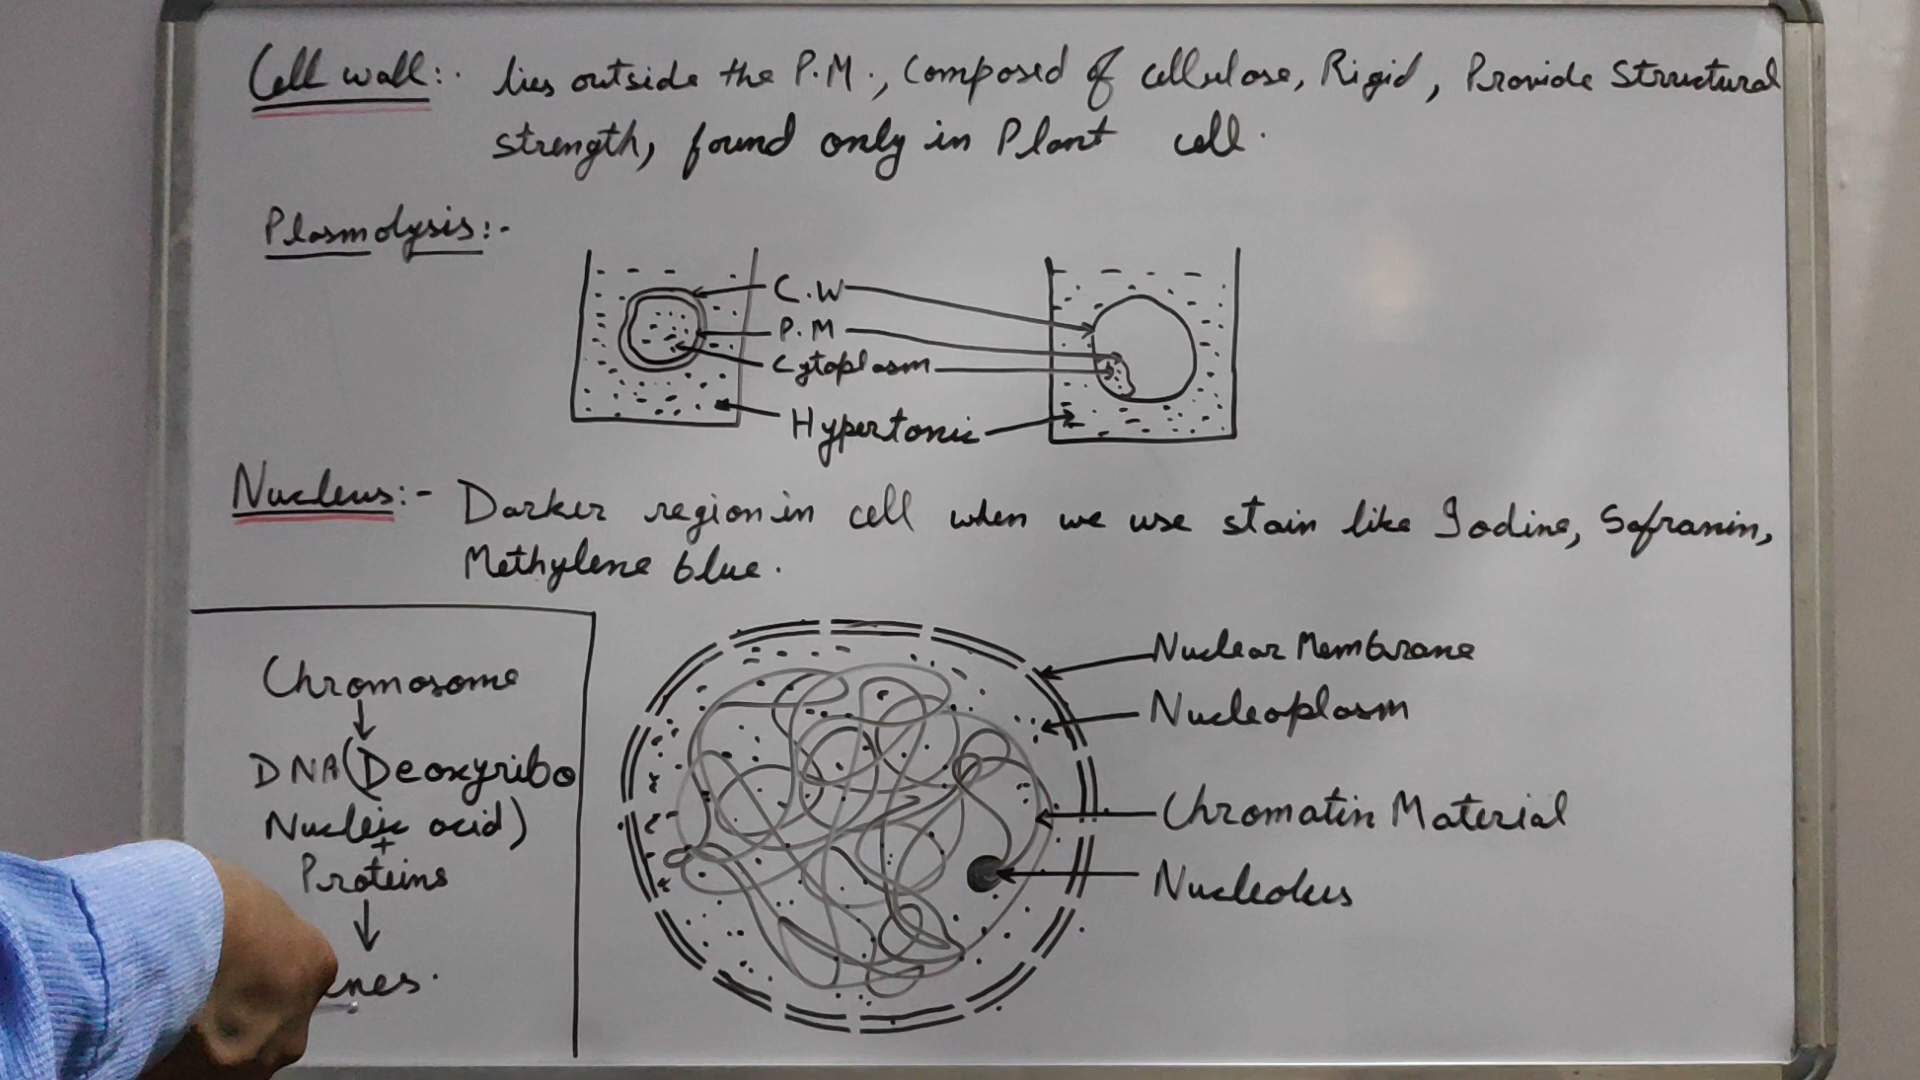 Cell wall:- lies outside the P.M., Composed of cellulose, Rigid, Provide Structural
strength, found only in Plant cell.
Plasmolysis:-
C.W
P.M
Cytoplasm
Hypertonic
Nucleus:- Darker region in cell when we use stain like Iodine, Safranin,
Methylene blue.
Chromosome
DNA (Deoxyribo
Nucleic acid)
+
Proteins
Nuclear Membrane
Nucleoplasm
Chromatin Material
Nucleolus